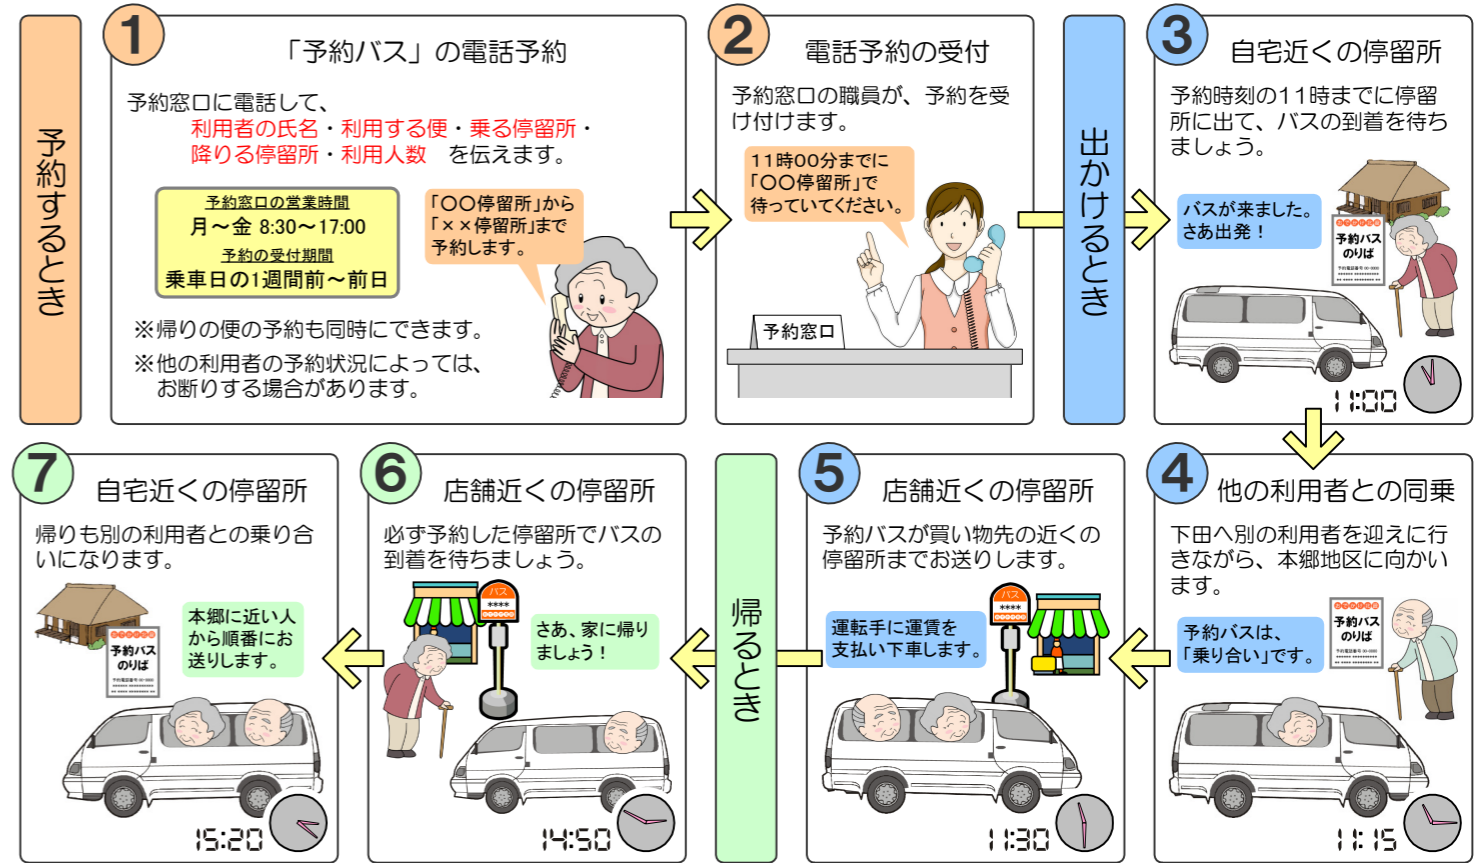 予約するとき
1
「予約バス」の電話予約
予約窓口に電話して、
利用者の氏名・利用する便・乗る停留所・
降りる停留所・利用人数　を伝えます。
予約窓口の営業時間
月～金 8:30～17:00
予約の受付期間
乗車日の1週間前～前日
「〇〇停留所」から
「××停留所」まで
予約します。
※帰りの便の予約も同時にできます。
※他の利用者の予約状況によっては、
お断りする場合があります。
2
電話予約の受付
予約窓口の職員が、予約を受
け付けます。
11時00分までに
「〇〇停留所」で
待っていてください。
予約窓口
出かけるとき
3
自宅近くの停留所
予約時刻の11時までに停留
所に出て、バスの到着を待ち
ましょう。
バスが来ました。
さあ出発！
予約バス
のりば
11:00
4
他の利用者との同乗
下田へ別の利用者を迎えに行
きながら、本郷地区に向かい
ます。
予約バスは、
「乗り合い」です。
予約バス
のりば
11:15
5
店舗近くの停留所
予約バスが買い物先の近くの
停留所までお送りします。
運転手に運賃を
支払い下車します。
バス
****
11:30
帰るとき
6
店舗近くの停留所
必ず予約した停留所でバスの
到着を待ちましょう。
バス
****
さあ、家に帰り
ましょう！
14:50
7
自宅近くの停留所
帰りも別の利用者との乗り合
いになります。
本郷に近い人
から順番にお
送りします。
予約バス
のりば
15:20